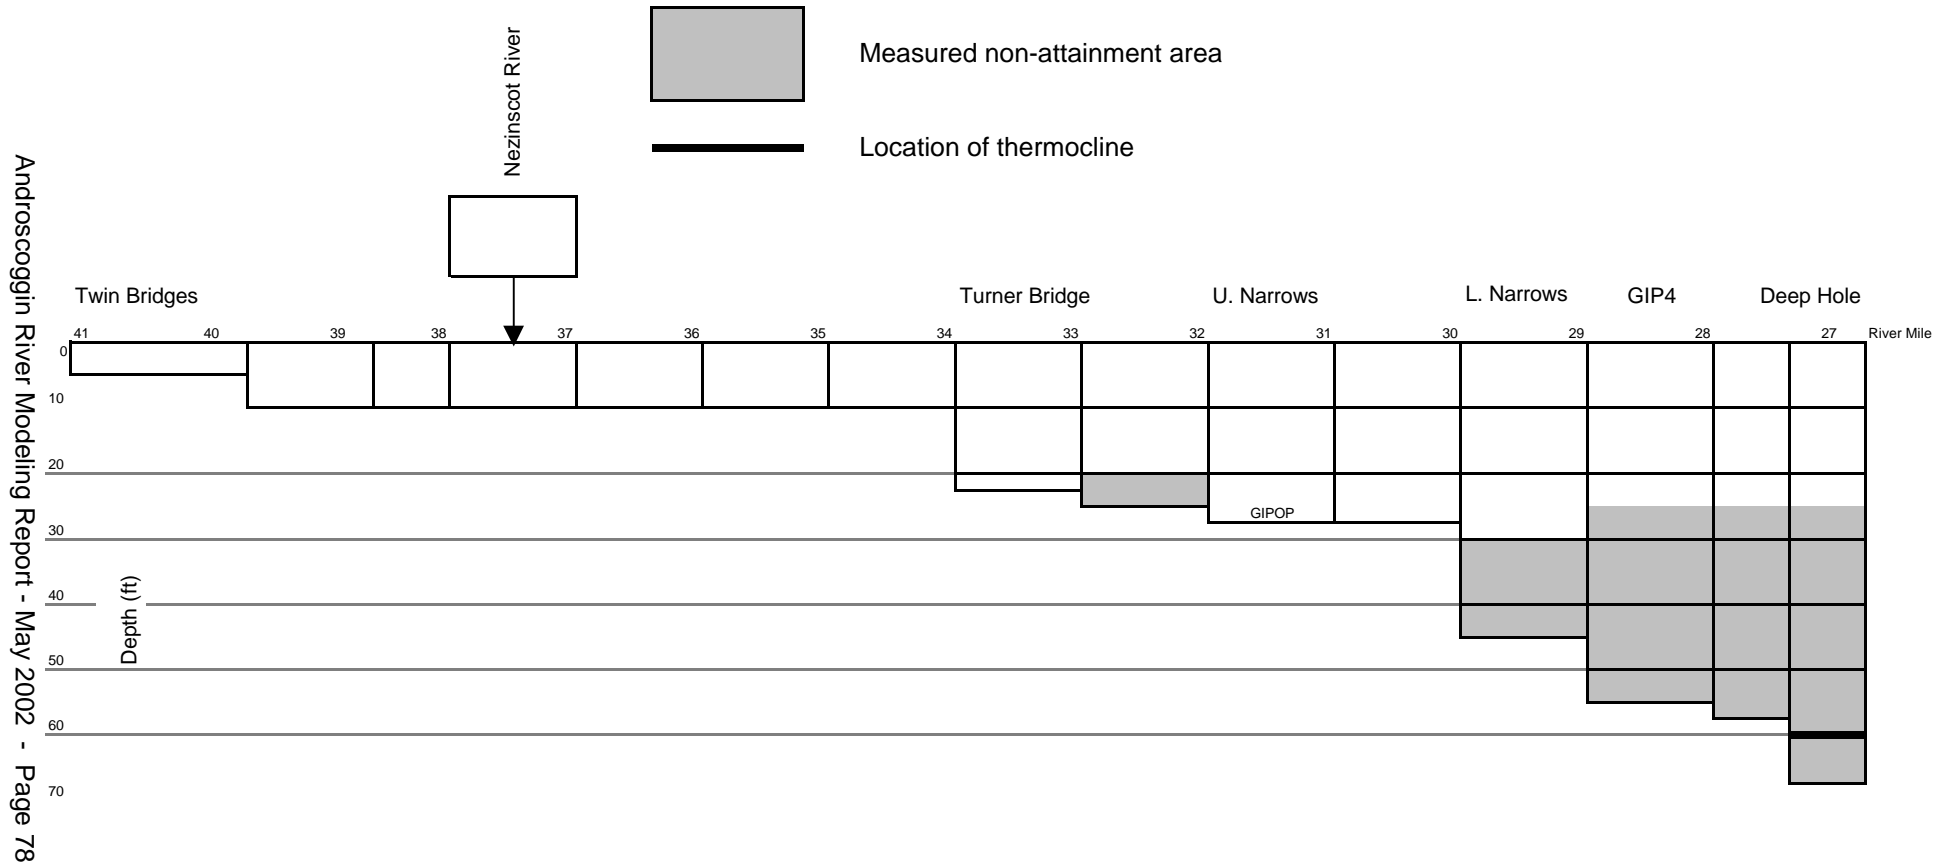 Measured non-attainment area
Location of thermocline
Nezinscot River
Twin Bridges
Turner Bridge
U. Narrows
L. Narrows
GIP4
Deep Hole
41 40 39 38 37 36 35 34 33 32 31 30 29 28 27 River Mile
0
10
20
30
40
50
60
70
GIPOP
Depth (ft)
Androscoggin River Modeling Report - May 2002 - Page 78